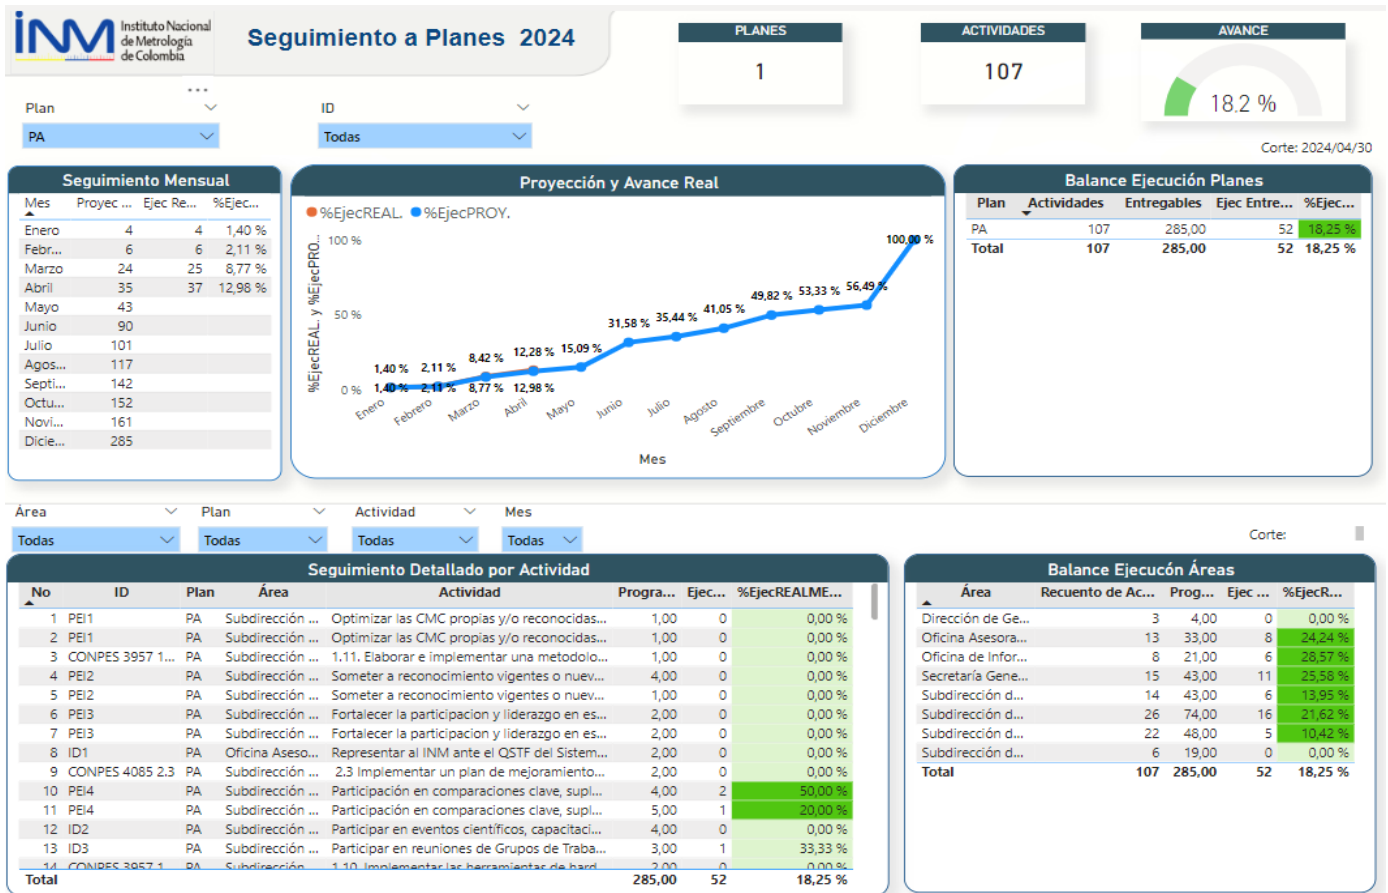 INM Instituto Nacional
de Metrología
de Colombia
Seguimiento a Planes 2024
PLANES
1
ACTIVIDADES
107
AVANCE
18,2 %
Plan
PA
ID
Todas
Corte: 2024/04/30
Seguimiento Mensual
Mes Proyec ... Ejec Re... %Ejec...
Enero 4 4 1,40 %
Febr... 6 6 2,11 %
Marzo 24 25 8,77 %
Abril 35 37 12,98 %
Mayo 43
Junio 90
Julio 101
Agos... 117
Septi... 142
Octu... 152
Novi... 161
Dicie... 285
Proyección y Avance Real
%EjecREAL. %EjecPROY.
%EjecREAL. y %EjecPRO...
100 %
50 %
0 %
1,40 % 2,11 % 8,42 % 12,28 % 15,09 % 31,58 % 35,44 % 41,05 % 49,82 % 53,33 % 56,49 % 100,00 %
1,40 % 2,11 % 8,77 % 12,98 %
Enero Febrero Marzo Abril Mayo Junio Julio Agosto Septiembre Octubre Noviembre Diciembre
Mes
Balance Ejecución Planes
Plan Actividades Entregables Ejec Entre... %Ejec...
PA 107 285,00 52 18,25 %
Total 107 285,00 52 18,25 %
Área Plan Actividad Mes
Todas Todas Todas Todas
Corte:
Seguimiento Detallado por Actividad
No ID Plan Área Actividad Progra... Ejec... %EjecREALME...
1 PEI1 PA Subdirección ... Optimizar las CMC propias y/o reconocidas... 1,00 0 0,00 %
2 PEI1 PA Subdirección ... Optimizar las CMC propias y/o reconocidas... 1,00 0 0,00 %
3 CONPES 3957 1... PA Subdirección ... 1.11. Elaborar e implementar una metodolo... 1,00 0 0,00 %
4 PEI2 PA Subdirección ... Someter a reconocimiento vigentes o nuev... 4,00 0 0,00 %
5 PEI2 PA Subdirección ... Someter a reconocimiento vigentes o nuev... 1,00 0 0,00 %
6 PEI3 PA Subdirección ... Fortalecer la participacion y liderazgo en es... 2,00 0 0,00 %
7 PEI3 PA Subdirección ... Fortalecer la participacion y liderazgo en es... 2,00 0 0,00 %
8 ID1 PA Oficina Aseso... Representar al INM ante el QSTF del Sistem... 2,00 0 0,00 %
9 CONPES 4085 2.3 PA Subdirección ... 2.3 Implementar un plan de mejoramiento... 2,00 0 0,00 %
10 PEI4 PA Subdirección ... Participación en comparaciones clave, supl... 4,00 2 50,00 %
11 PEI4 PA Subdirección ... Participación en comparaciones clave, supl... 5,00 1 20,00 %
12 ID2 PA Subdirección ... Participar en eventos científicos, capacitaci... 4,00 0 0,00 %
13 ID3 PA Subdirección ... Participar en reuniones de Grupos de Traba... 3,00 1 33,33 %
14 CONPES 3957 1... PA Subdirección ... 1.10. Implementar las herramientas de hard... 2,00 0 0,00 %
Total 285,00 52 18,25 %
Balance Ejecucón Áreas
Área Recuento de Ac... Prog... Ejec ... %EjecR...
Dirección de Ge... 3 4,00 0 0,00 %
Oficina Asesora... 13 33,00 8 24,24 %
Oficina de Infor... 8 21,00 6 28,57 %
Secretaría Gene... 15 43,00 11 25,58 %
Subdirección d... 14 43,00 6 13,95 %
Subdirección d... 26 74,00 16 21,62 %
Subdirección d... 22 48,00 5 10,42 %
Subdirección d... 6 19,00 0 0,00 %
Total 107 285,00 52 18,25 %